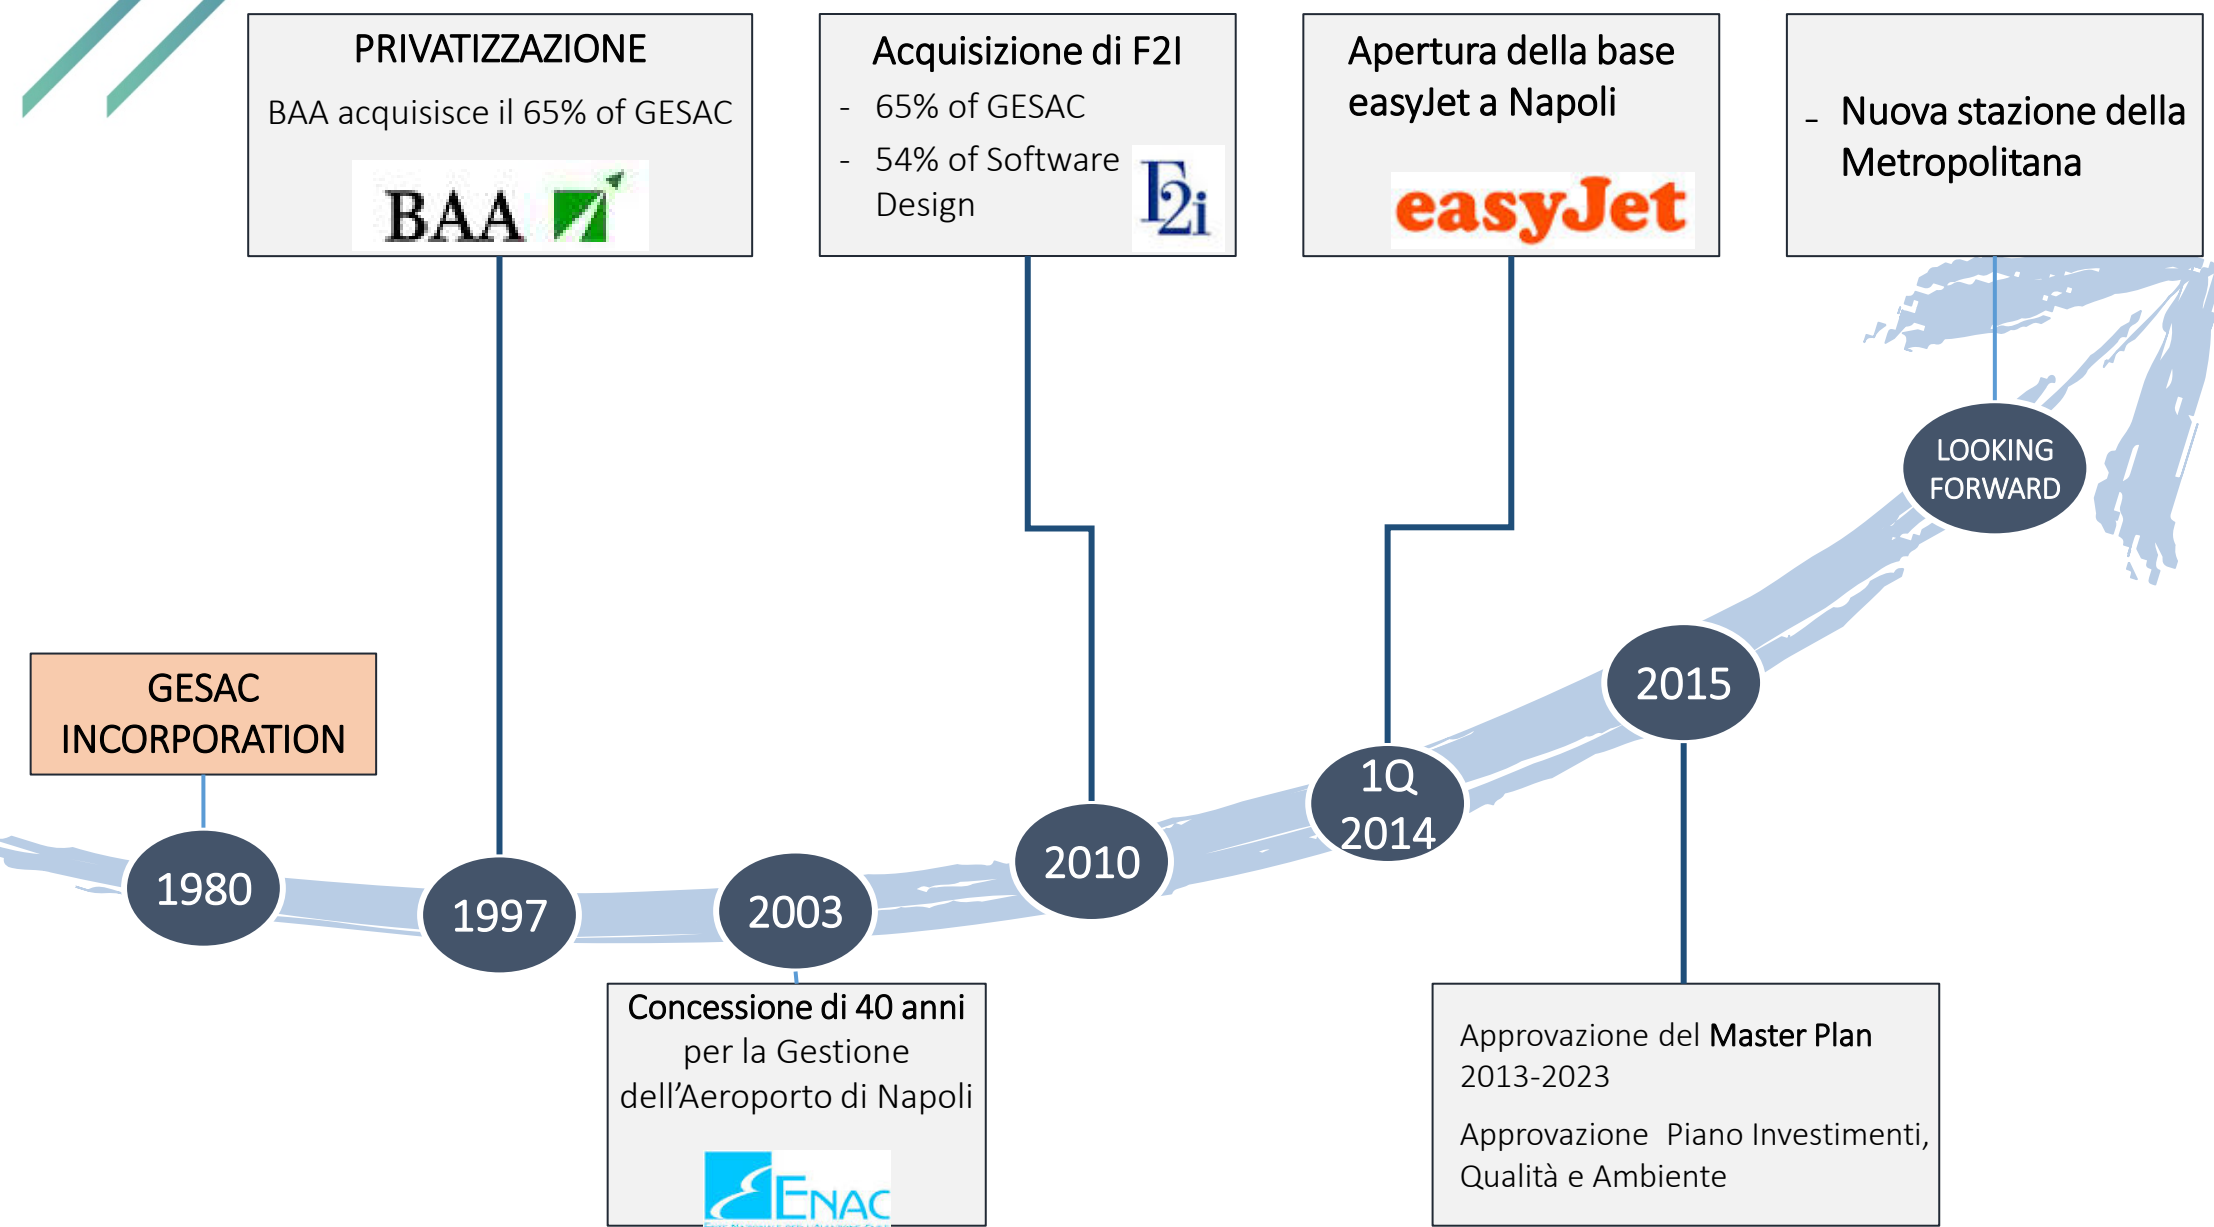 PRIVATIZZAZIONE
BAA acquisisce il 65% of GESAC
BAA
Acquisizione di F2I
- 65% of GESAC
- 54% of Software
Design
F2i
Apertura della base
easyJet a Napoli
easyJet
- Nuova stazione della
Metropolitana
LOOKING
FORWARD
GESAC
INCORPORATION
1980
1997
2003
2010
1Q
2014
2015
Concessione di 40 anni
per la Gestione
dell’Aeroporto di Napoli
ENAC
Approvazione del Master Plan
2013-2023
Approvazione Piano Investimenti,
Qualità e Ambiente